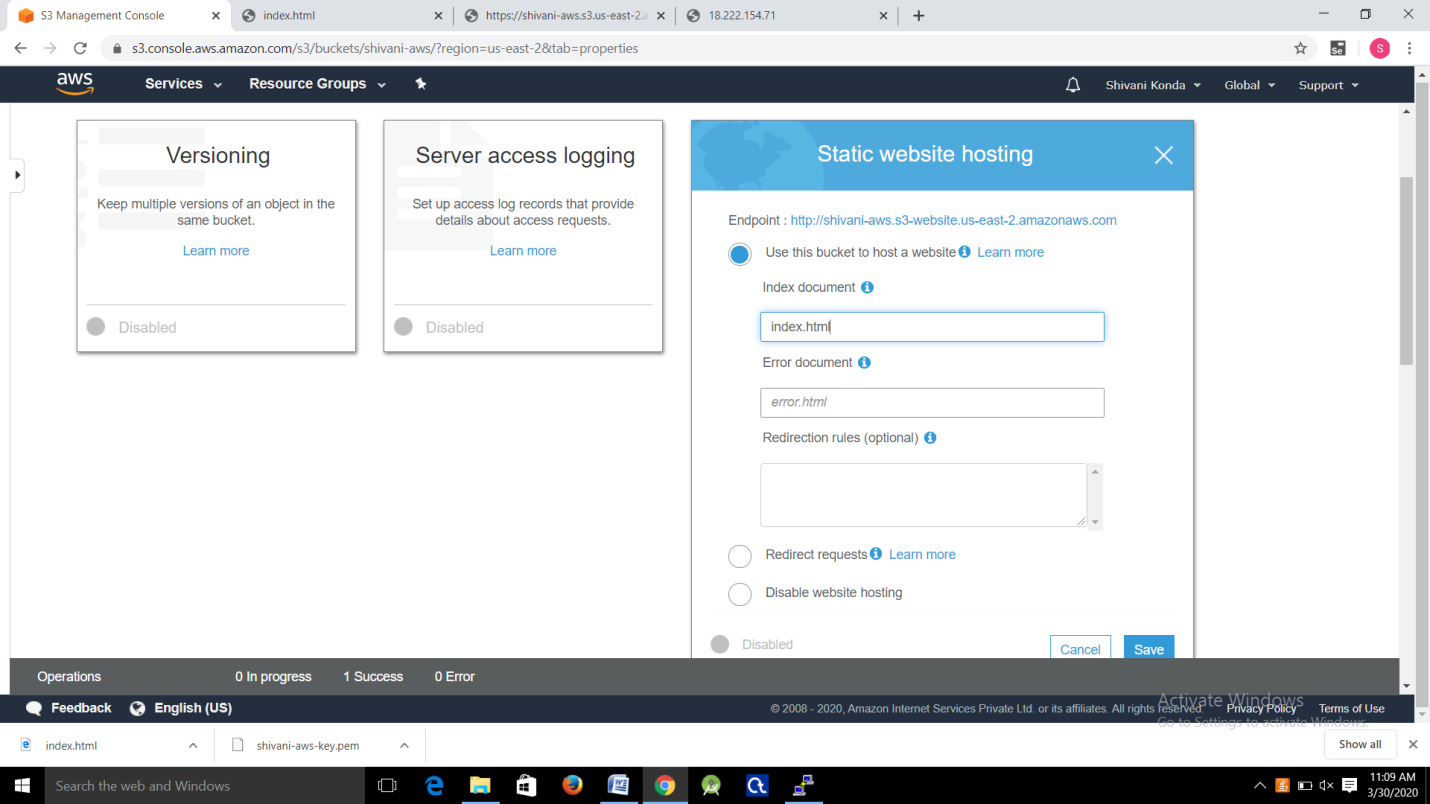 S3 Management Console
index.html
https://shivani-aws.s3.us-east-2.a
18.222.154.71
s3.console.aws.amazon.com/s3/buckets/shivani-aws/?region=us-east-2&tab=properties
Se
S
aws
Services
Resource Groups
Shivani Konda
Global
Support
Versioning
Keep multiple versions of an object in the
same bucket.
Learn more
Disabled
Server access logging
Set up access log records that provide
details about access requests.
Learn more
Disabled
Static website hosting
Endpoint : http://shivani-aws.s3-website.us-east-2.amazonaws.com
Use this bucket to host a website Learn more
Index document
index.html
Error document
error.html
Redirection rules (optional)
Redirect requests Learn more
Disable website hosting
Disabled
Cancel
Save
Operations
0 In progress
1 Success
0 Error
Feedback
English (US)
© 2008 - 2020, Amazon Internet Services Private Ltd. or its affiliates. All rights reserved.
Privacy Policy
Terms of Use
Activate Windows
Go to Settings to activate Windows.
index.html
shivani-aws-key.pem
Show all
Search the web and Windows
11:09 AM
3/30/2020